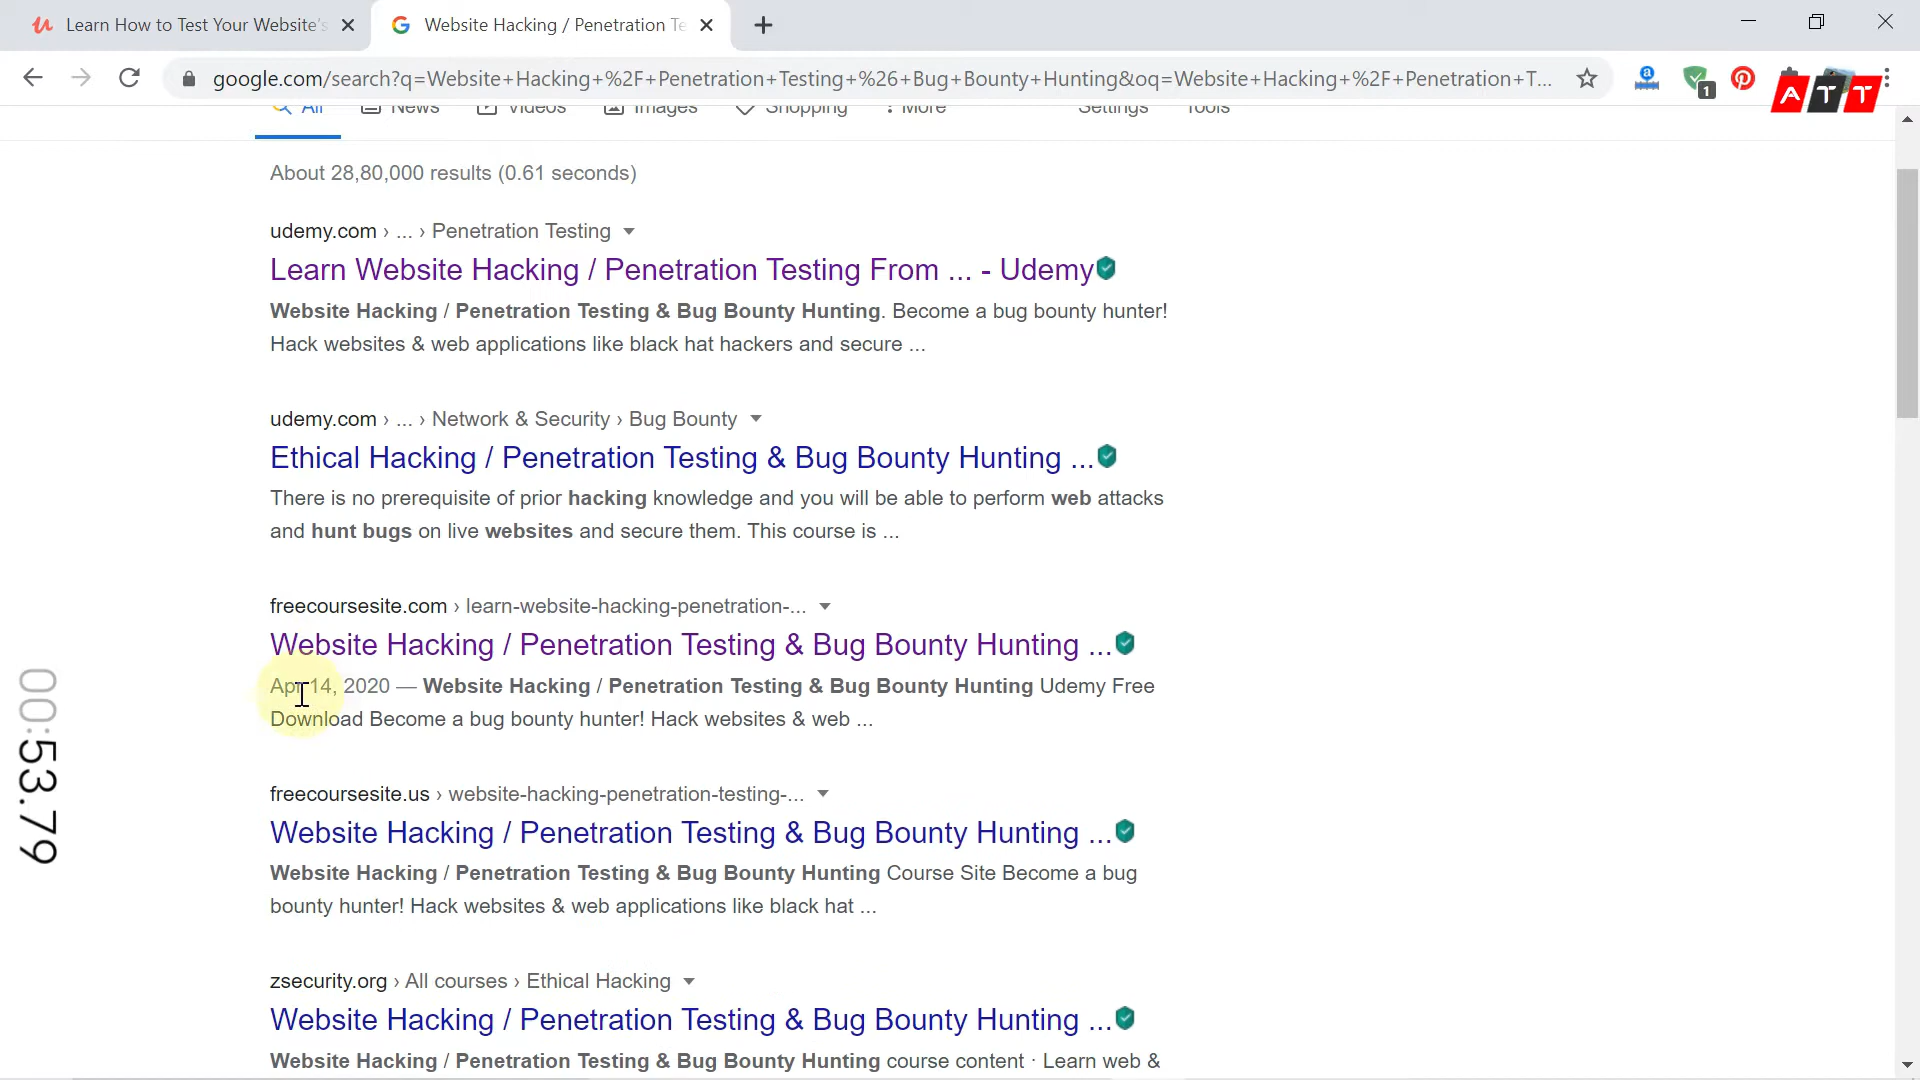 Learn How to Test Your Website's
Website Hacking / Penetration Te
google.com/search?q=Website+Hacking+%2F+Penetration+Testing+%26+Bug+Bounty+Hunting&oq=Website+Hacking+%2F+Penetration+T...
1
ATT
All News Videos Images Shopping More Settings Tools
About 28,80,000 results (0.61 seconds)
udemy.com › ... › Penetration Testing
Learn Website Hacking / Penetration Testing From ... - Udemy
Website Hacking / Penetration Testing & Bug Bounty Hunting. Become a bug bounty hunter!
Hack websites & web applications like black hat hackers and secure ...
udemy.com › ... › Network & Security › Bug Bounty
Ethical Hacking / Penetration Testing & Bug Bounty Hunting ...
There is no prerequisite of prior hacking knowledge and you will be able to perform web attacks
and hunt bugs on live websites and secure them. This course is ...
freecoursesite.com › learn-website-hacking-penetration-...
Website Hacking / Penetration Testing & Bug Bounty Hunting ...
Apr 14, 2020 — Website Hacking / Penetration Testing & Bug Bounty Hunting Udemy Free
Download Become a bug bounty hunter! Hack websites & web ...
00:53.79
freecoursesite.us › website-hacking-penetration-testing-...
Website Hacking / Penetration Testing & Bug Bounty Hunting ...
Website Hacking / Penetration Testing & Bug Bounty Hunting Course Site Become a bug
bounty hunter! Hack websites & web applications like black hat ...
zsecurity.org › All courses › Ethical Hacking
Website Hacking / Penetration Testing & Bug Bounty Hunting ...
Website Hacking / Penetration Testing & Bug Bounty Hunting course content · Learn web &